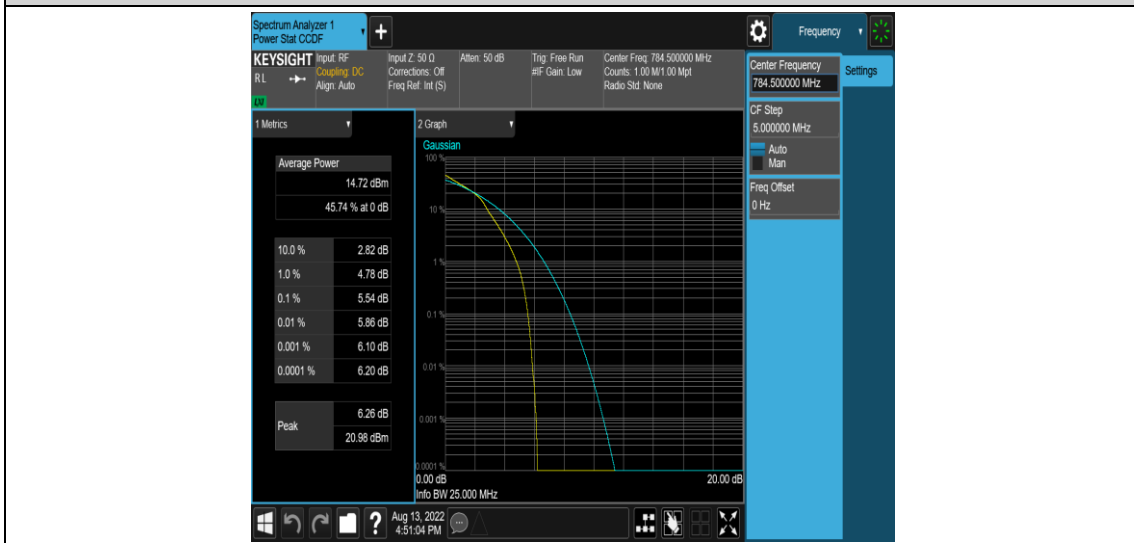 Spectrum Analyzer 1
Power Stat CCDF
+
Frequency
KEYSIGHT
RL
LXI
Input: RF
Coupling: DC
Align: Auto
Input Z: 50 Ω
Corrections: Off
Freq Ref: Int (S)
Atten: 50 dB
Trig: Free Run
#IF Gain: Low
Center Freq: 784.500000 MHz
Counts: 1.00 M/1.00 Mpt
Radio Std: None
Center Frequency
784.500000 MHz
Settings
CF Step
5.000000 MHz
Auto
Man
Freq Offset
0 Hz
1 Metrics
Average Power
14.72 dBm
45.74 % at 0 dB
10.0 % 2.82 dB
1.0 % 4.78 dB
0.1 % 5.54 dB
0.01 % 5.86 dB
0.001 % 6.10 dB
0.0001 % 6.20 dB
Peak 6.26 dB
20.98 dBm
2 Graph
Gaussian
100 %
10 %
1 %
0.1 %
0.01 %
0.001 %
0.0001 %
0.00 dB 20.00 dB
Info BW 25.000 MHz
?
Aug 13, 2022
4:51:04 PM